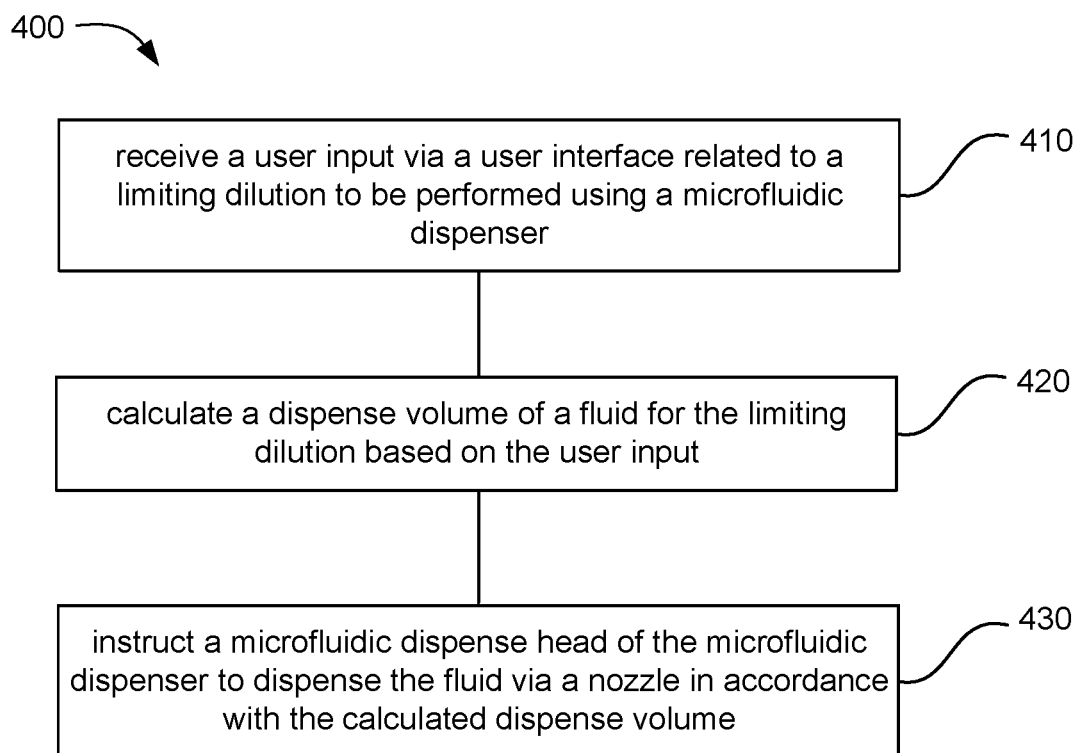 400
receive a user input via a user interface related to a
limiting dilution to be performed using a microfluidic
dispenser
410
calculate a dispense volume of a fluid for the limiting
dilution based on the user input
420
instruct a microfluidic dispense head of the microfluidic
dispenser to dispense the fluid via a nozzle in accordance
with the calculated dispense volume
430